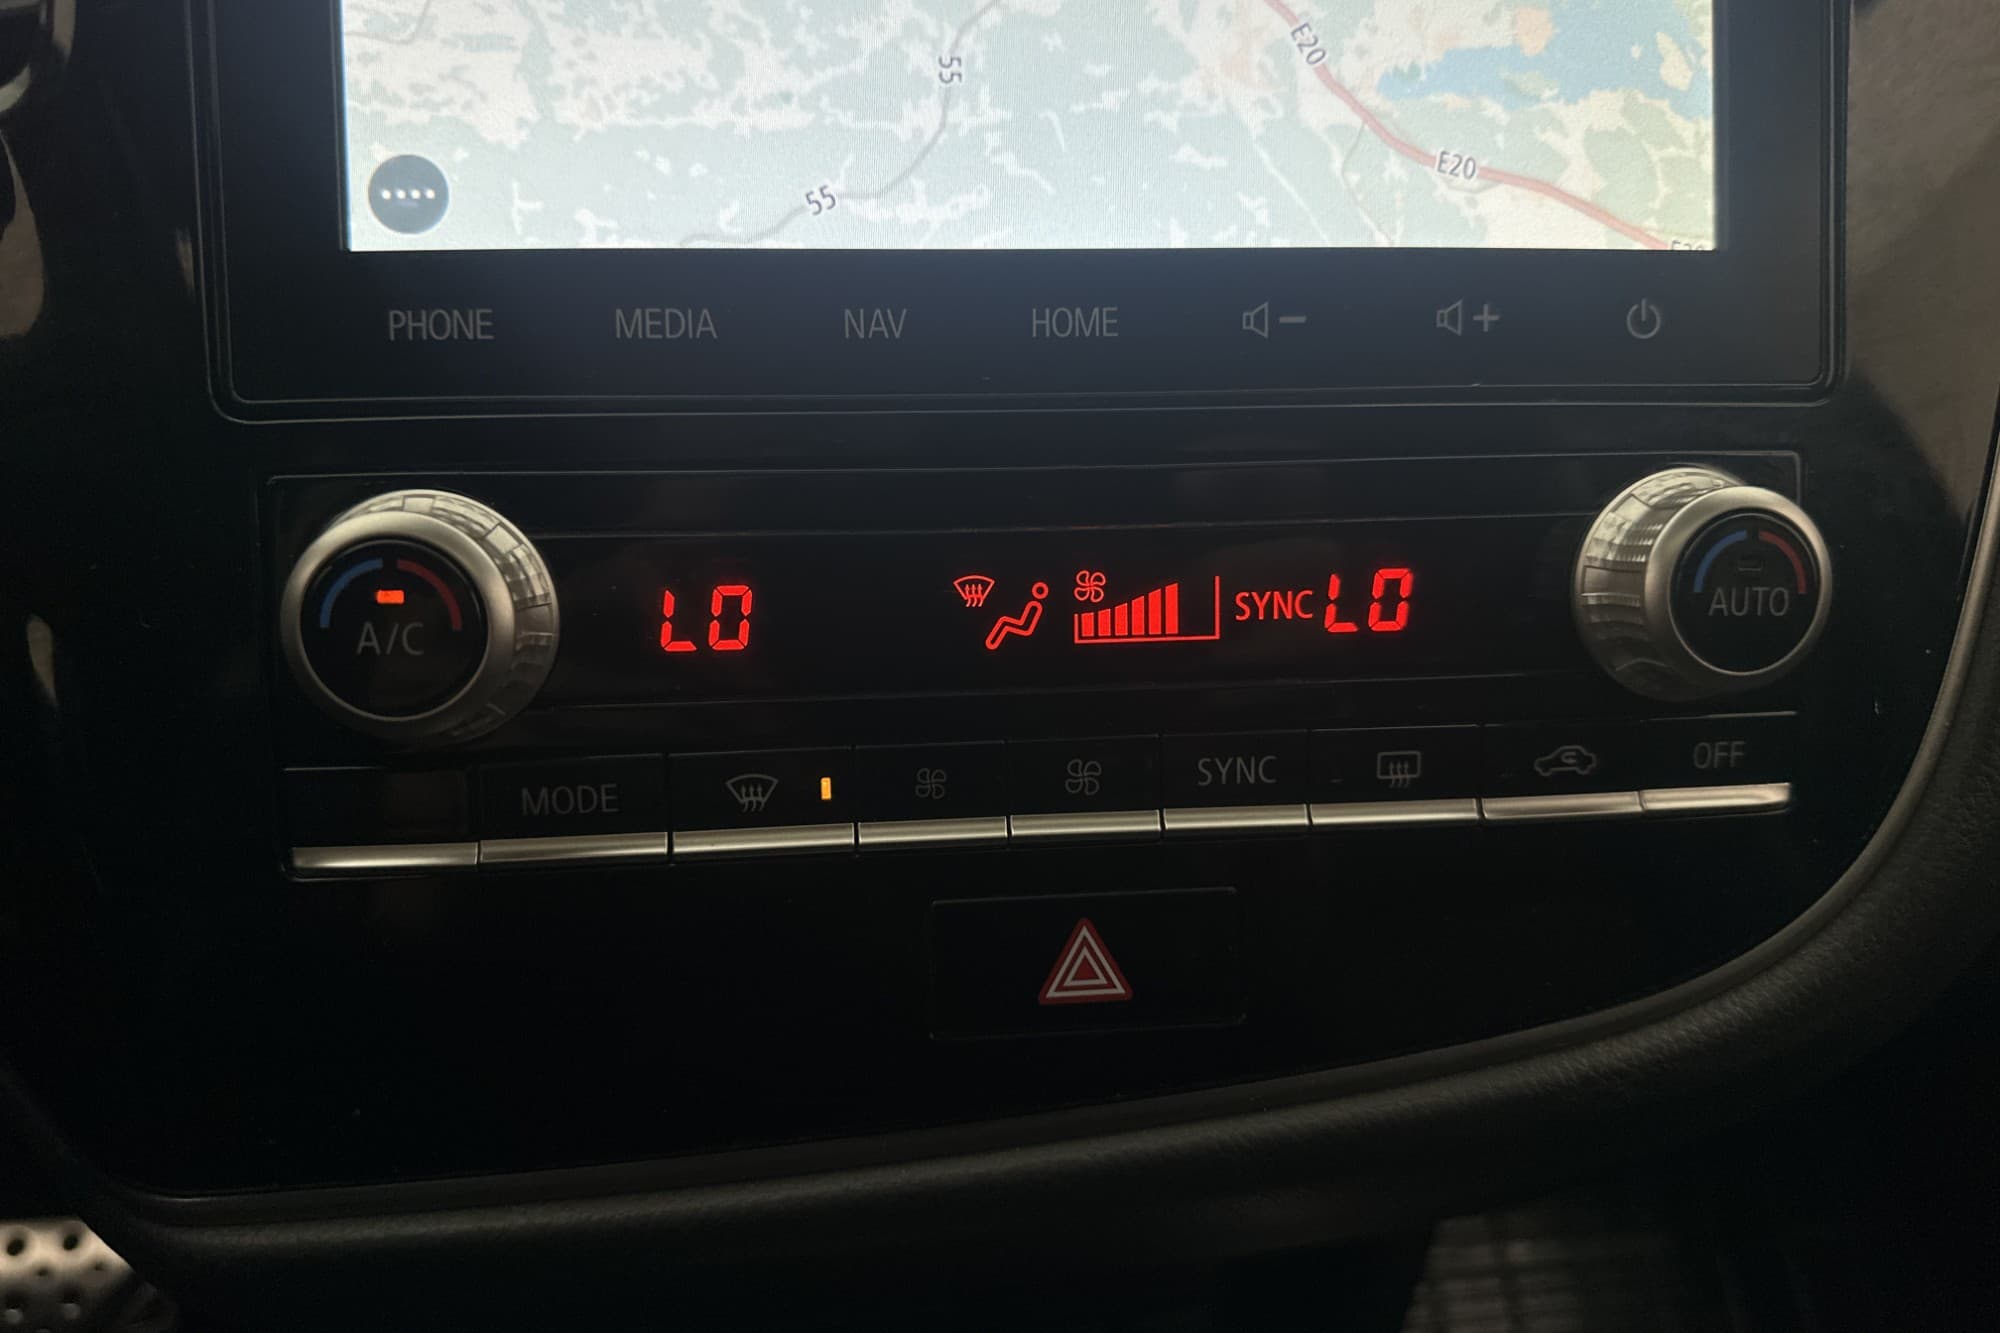 E20
55
E20
55
PHONE MEDIA NAV HOME
A/C LO SYNC LO AUTO
MODE SYNC OFF